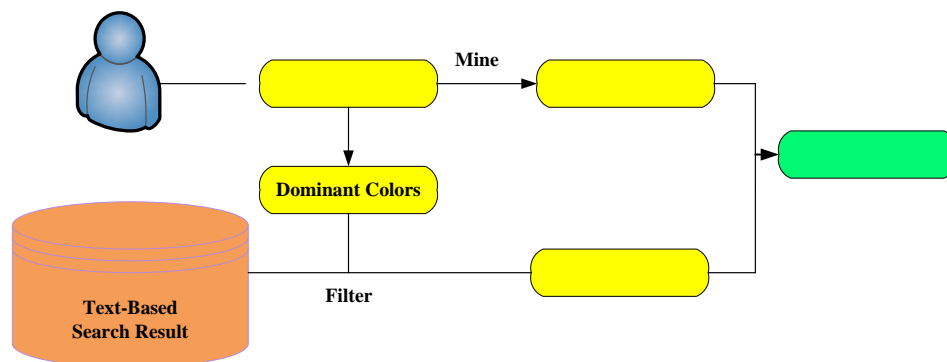 Mine
Dominant Colors
Filter
Text-Based
Search Result